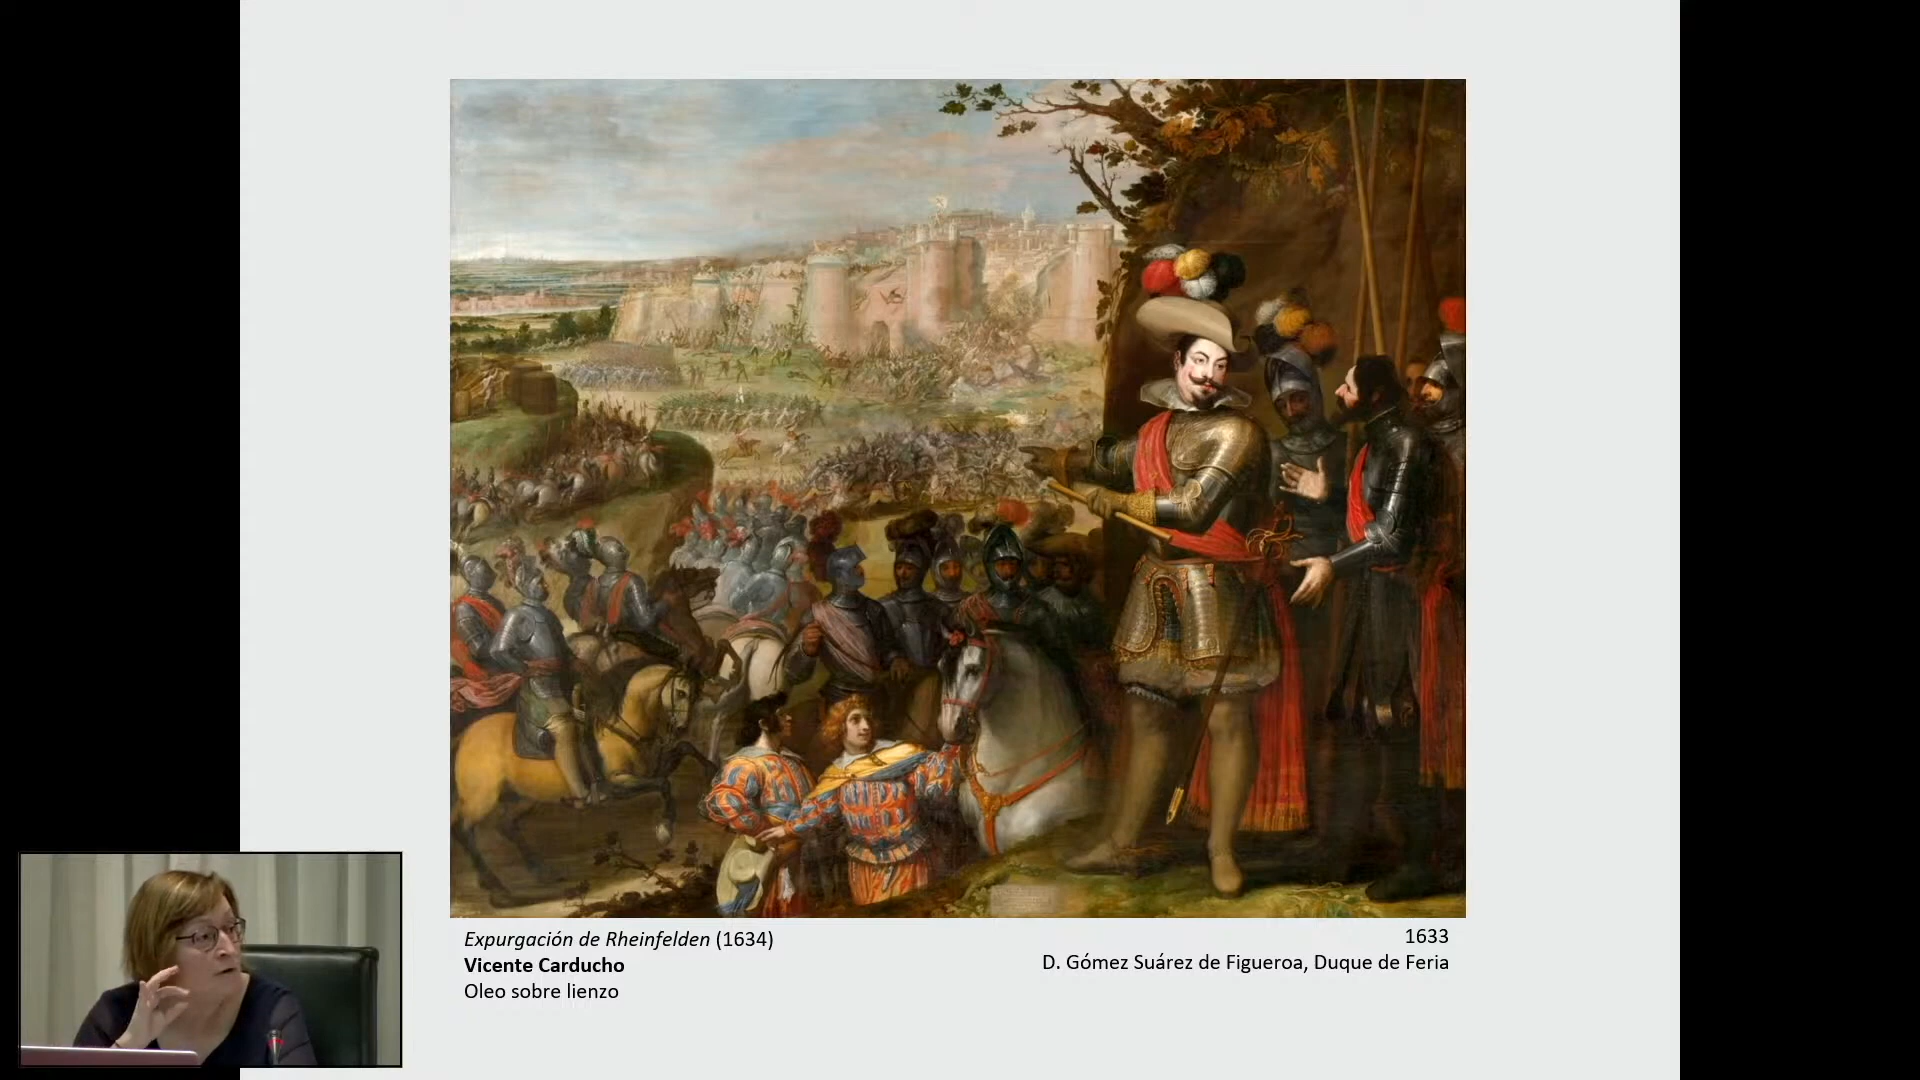 Expurgación de Rheinfelden (1634)
Vicente Carducho
Oleo sobre lienzo
1633
D. Gómez Suárez de Figueroa, Duque de Feria